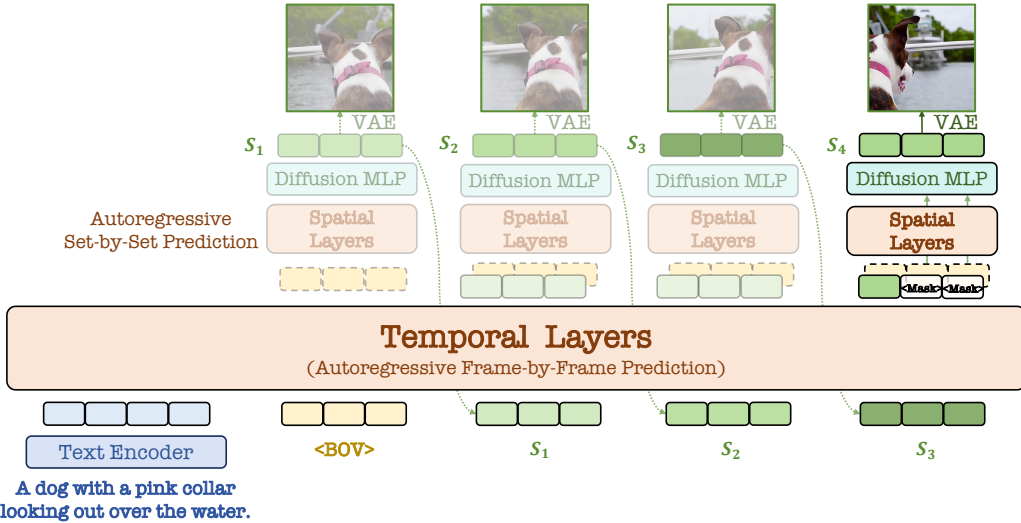 VAE
VAE
VAE
VAE
S1
S2
S3
S4
Diffusion MLP
Diffusion MLP
Diffusion MLP
Diffusion MLP
Autoregressive
Set-by-Set Prediction
Spatial
Layers
Spatial
Layers
Spatial
Layers
Spatial
Layers
<Mask>
<Mask>
Temporal Layers
(Autoregressive Frame-by-Frame Prediction)
Text Encoder
<BOV>
S1
S2
S3
A dog with a pink collar
looking out over the water.